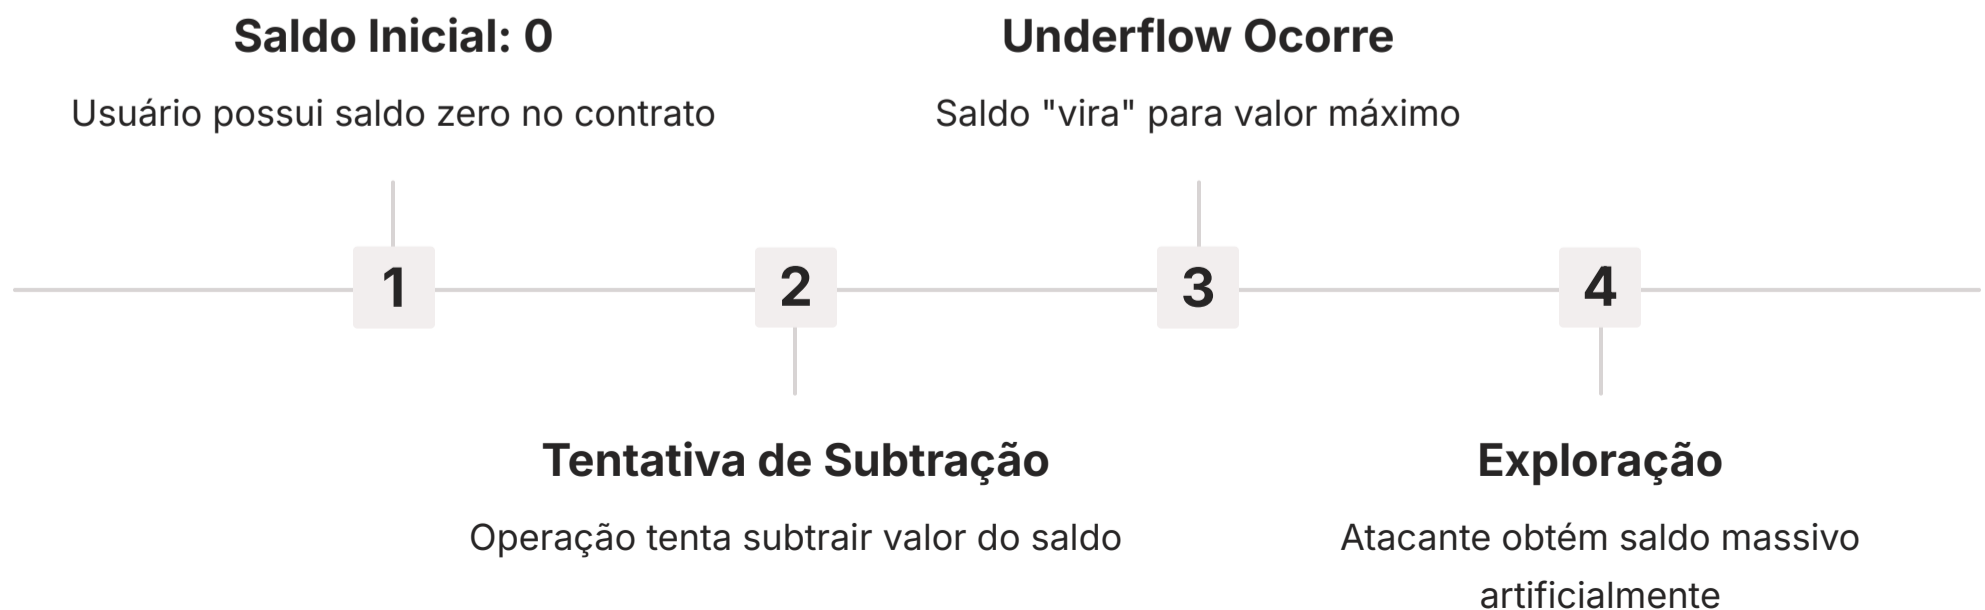 Saldo Inicial: 0
Usuário possui saldo zero no contrato
Underflow Ocorre
Saldo "vira" para valor máximo
1
2
3
4
Tentativa de Subtração
Operação tenta subtrair valor do saldo
Exploração
Atacante obtém saldo massivo
artificialmente